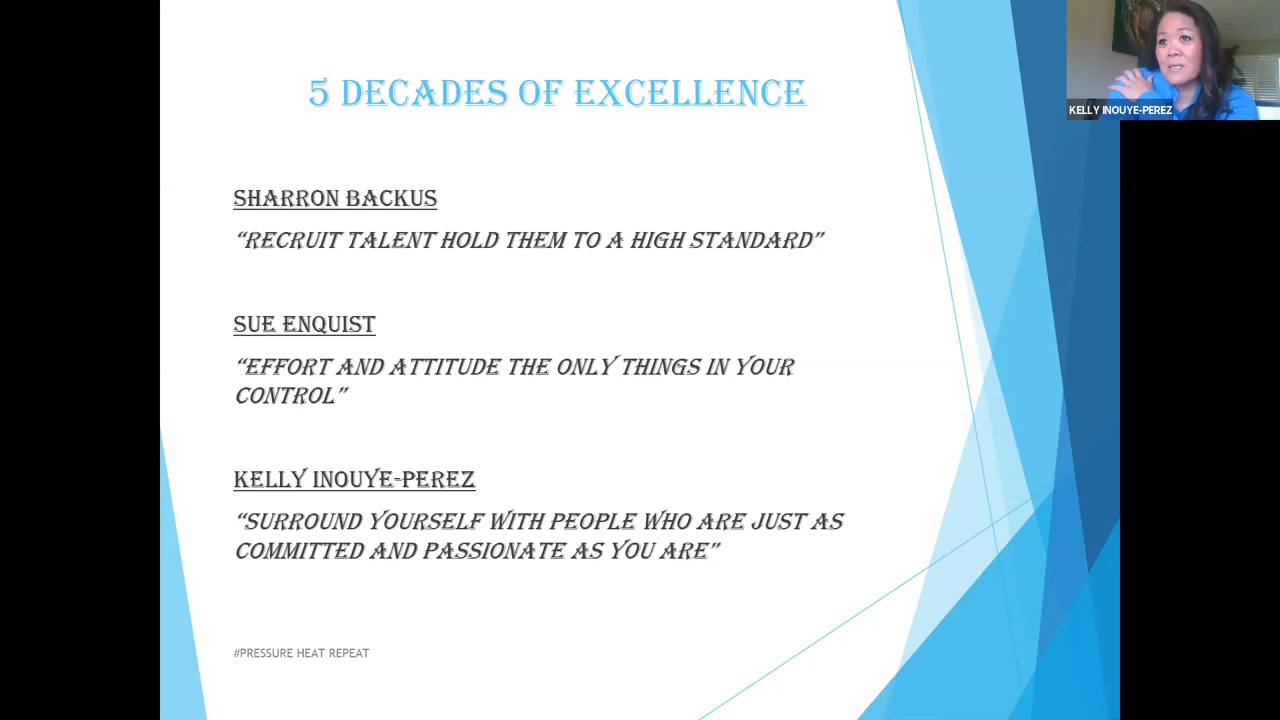 5 DECADES OF EXCELLENCE
KELLY INOUYE-PEREZ
SHARRON BACKUS
“RECRUIT TALENT HOLD THEM TO A HIGH STANDARD”
SUE ENQUIST
“EFFORT AND ATTITUDE THE ONLY THINGS IN YOUR
CONTROL”
KELLY INOUYE-PEREZ
“SURROUND YOURSELF WITH PEOPLE WHO ARE JUST AS
COMMITTED AND PASSIONATE AS YOU ARE”
#PRESSURE HEAT REPEAT